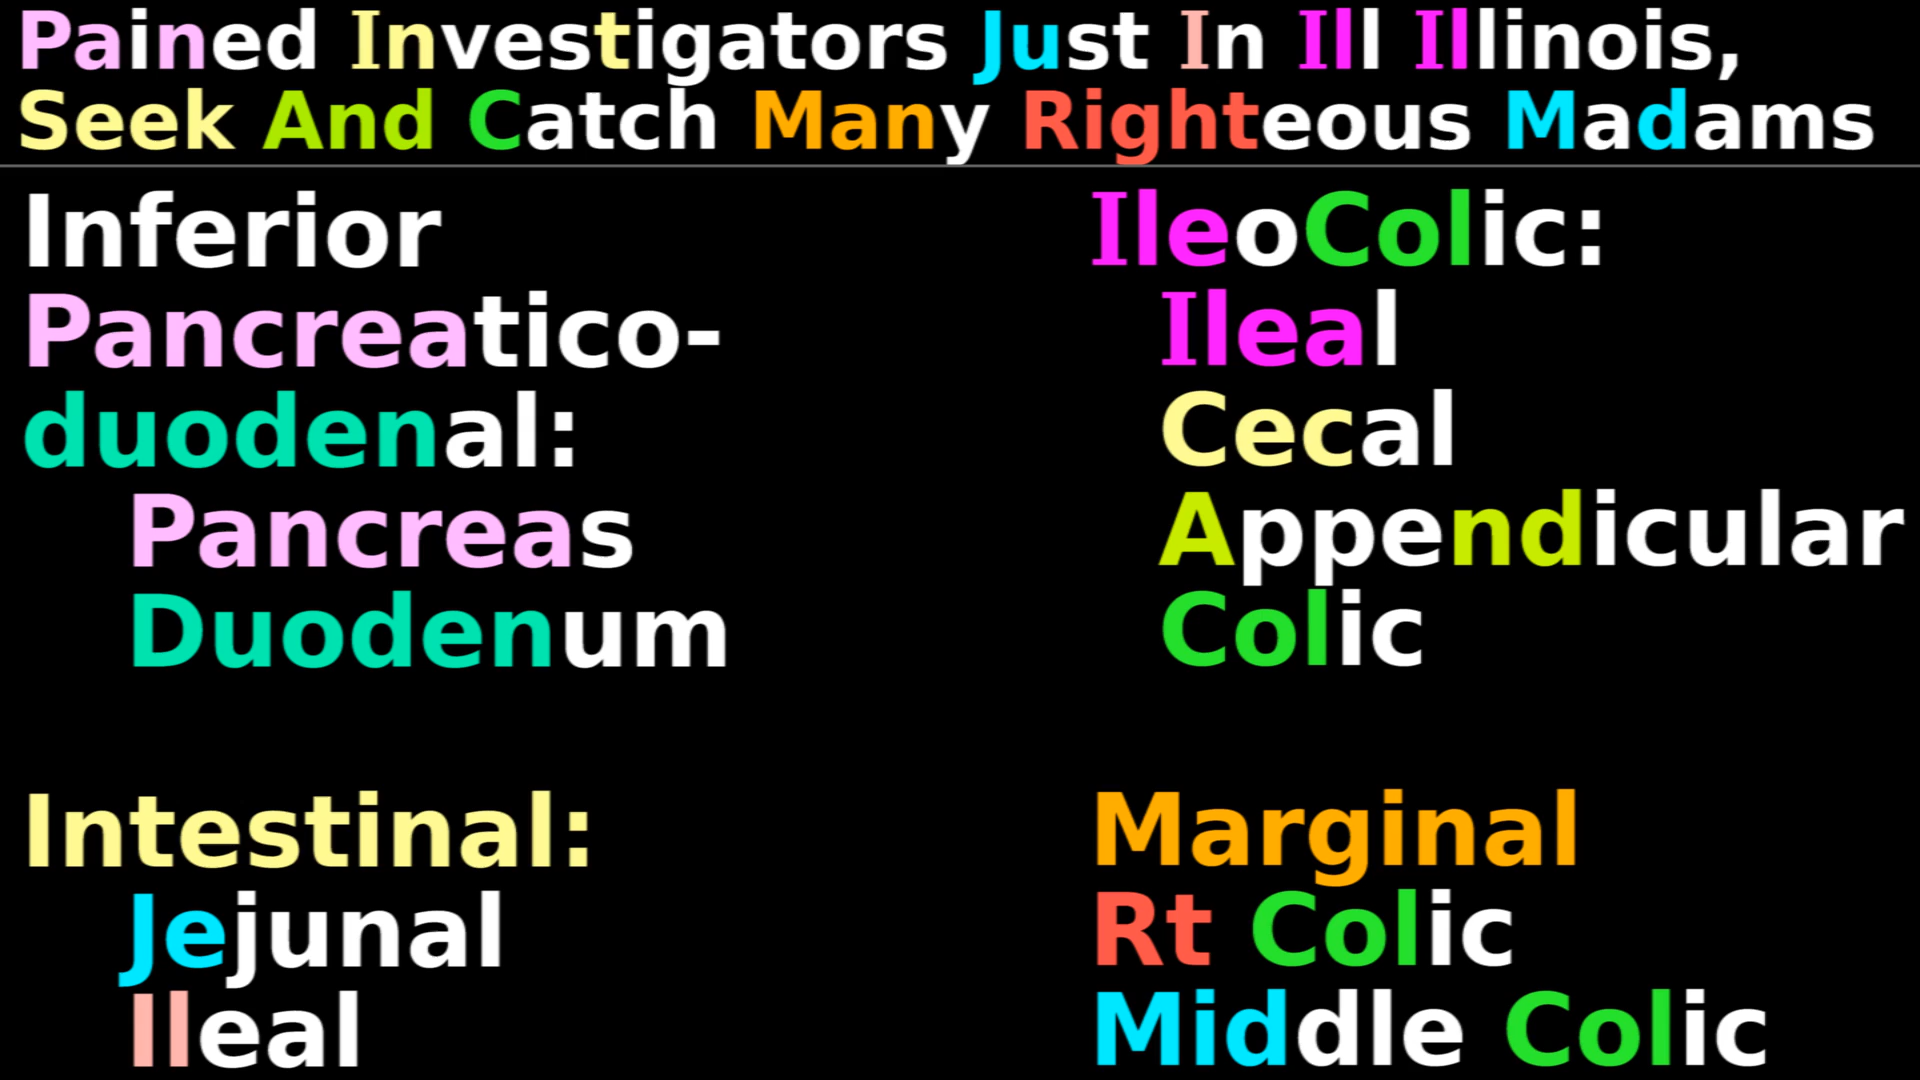 Pained Investigators Just In Ill Illinois,
Seek And Catch Many Righteous Madams
Inferior
Pancreatico-
duodenal:
Pancreas
Duodenum
Intestinal:
Jejunal
Ileal
IleoColic:
Ileal
Cecal
Appendicular
Colic
Marginal
Rt Colic
Middle Colic